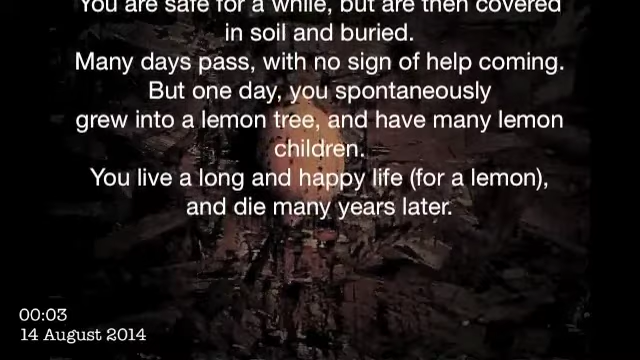 You are safe for a while, but are then covered
in soil and buried.
Many days pass, with no sign of help coming.
But one day, you spontaneously
grew into a lemon tree, and have many lemon
children.
You live a long and happy life (for a lemon),
and die many years later.
00:03
14 August 2014